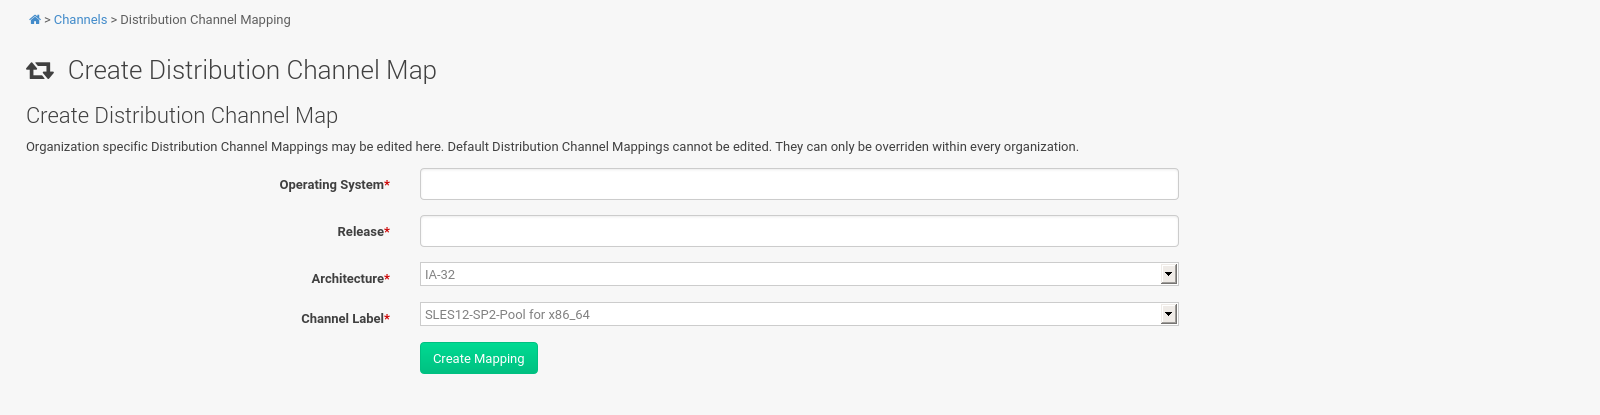 > Channels > Distribution Channel Mapping
Create Distribution Channel Map
Create Distribution Channel Map
Organization specific Distribution Channel Mappings may be edited here. Default Distribution Channel Mappings cannot be edited. They can only be overriden within every organization.
Operating System*
Release*
Architecture* IA-32
Channel Label* SLES12-SP2-Pool for x86_64
Create Mapping